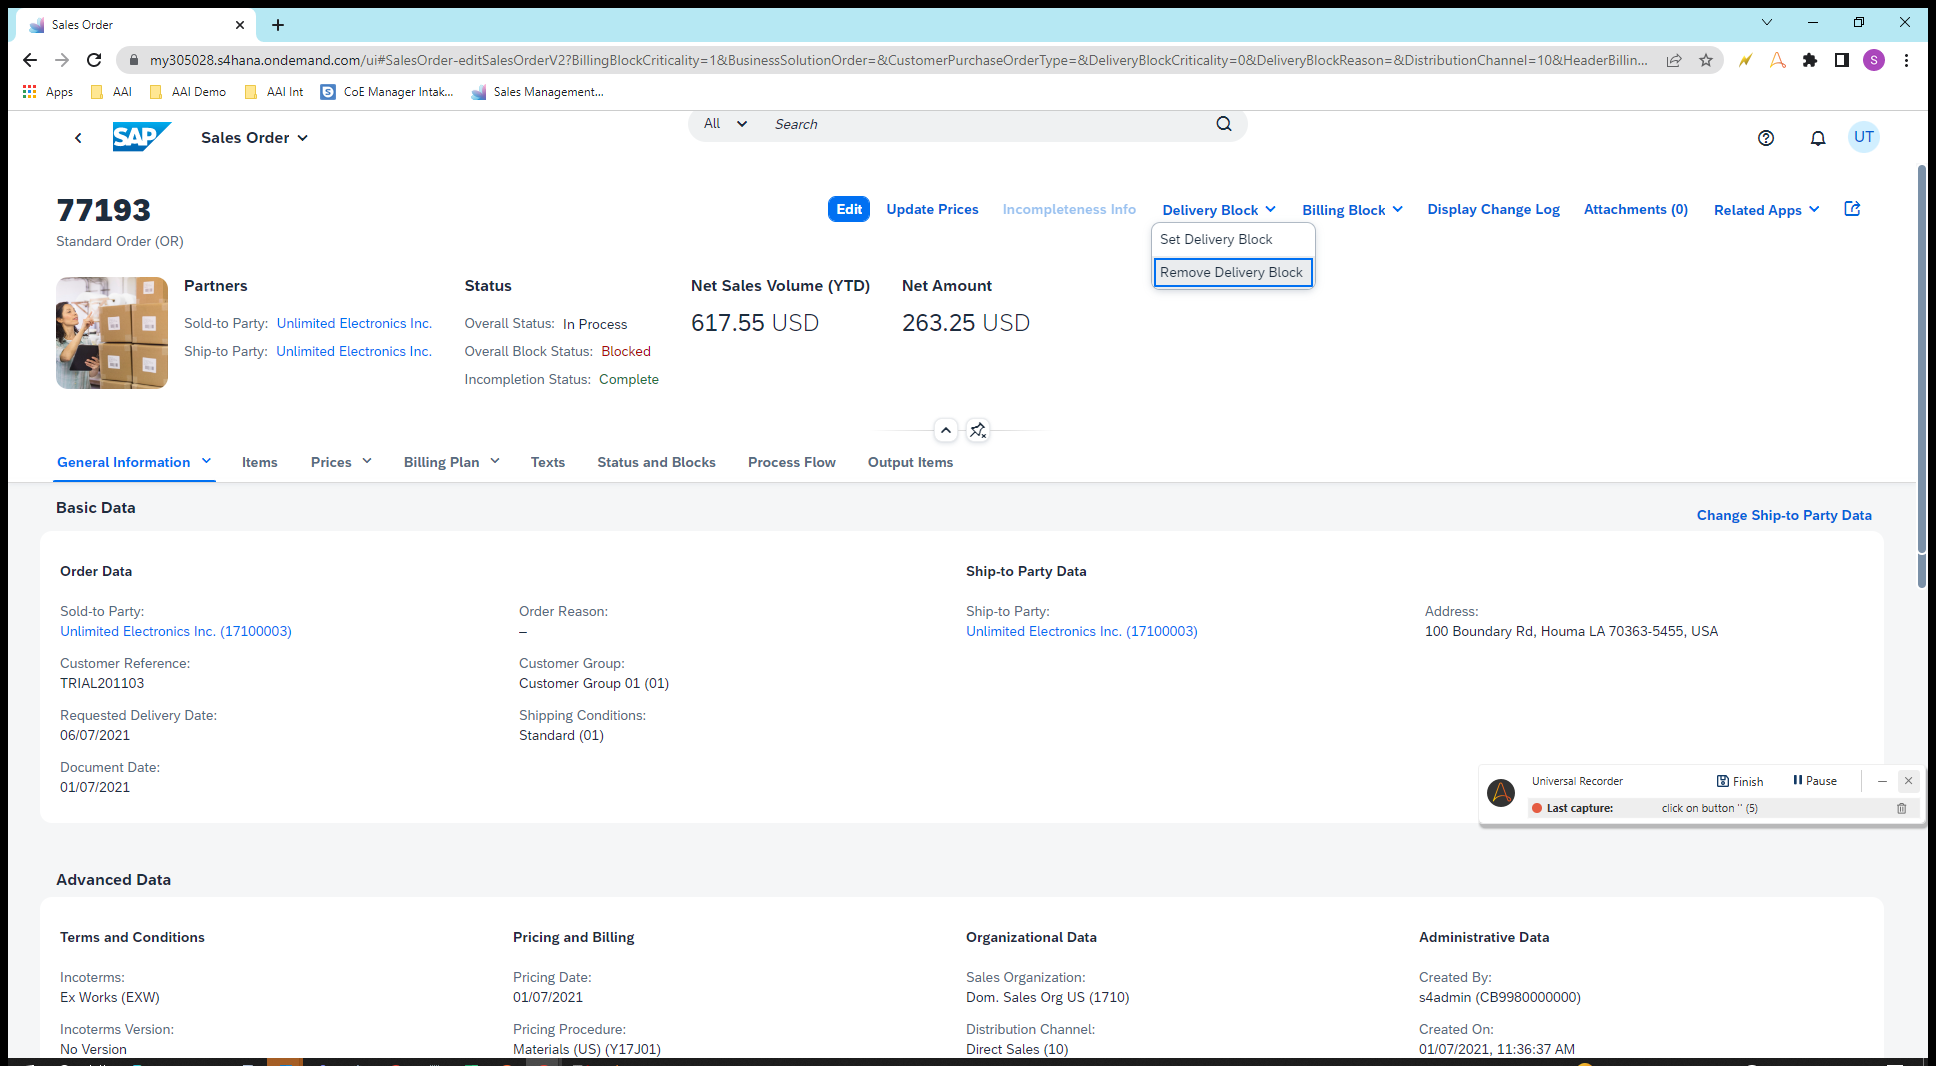 Sales Order
my305028.s4hana.ondemand.com/ui#SalesOrder-editSalesOrderV2?BillingBlockCriticality=1&BusinessSolutionOrder=&CustomerPurchaseOrderType=&DeliveryBlockCriticality=0&DeliveryBlockReason=&DistributionChannel=10&HeaderBillin...
S
Apps AAI AAI Demo AAI Int CoE Manager Intak... Sales Management...
SAP Sales Order All Search UT
77193
Standard Order (OR)
Edit Update Prices Incompleteness Info Delivery Block Billing Block Display Change Log Attachments (0) Related Apps
Set Delivery Block
Remove Delivery Block
Partners Status Net Sales Volume (YTD) Net Amount
Sold-to Party: Unlimited Electronics Inc. Overall Status: In Process 617.55 USD 263.25 USD
Ship-to Party: Unlimited Electronics Inc. Overall Block Status: Blocked
Incompletion Status: Complete
General Information Items Prices Billing Plan Texts Status and Blocks Process Flow Output Items
Basic Data
Change Ship-to Party Data
Order Data Ship-to Party Data
Sold-to Party: Order Reason: Ship-to Party: Address:
Unlimited Electronics Inc. (17100003) – Unlimited Electronics Inc. (17100003) 100 Boundary Rd, Houma LA 70363-5455, USA
Customer Reference: Customer Group:
TRIAL201103 Customer Group 01 (01)
Requested Delivery Date: Shipping Conditions:
06/07/2021 Standard (01)
Document Date:
01/07/2021
Universal Recorder Finish Pause
Last capture: click on button '' (5)
Advanced Data
Terms and Conditions Pricing and Billing Organizational Data Administrative Data
Incoterms: Pricing Date: Sales Organization: Created By:
Ex Works (EXW) 01/07/2021 Dom. Sales Org US (1710) s4admin (CB9980000000)
Incoterms Version: Pricing Procedure: Distribution Channel: Created On:
No Version Materials (US) (Y17J01) Direct Sales (10) 01/07/2021, 11:36:37 AM